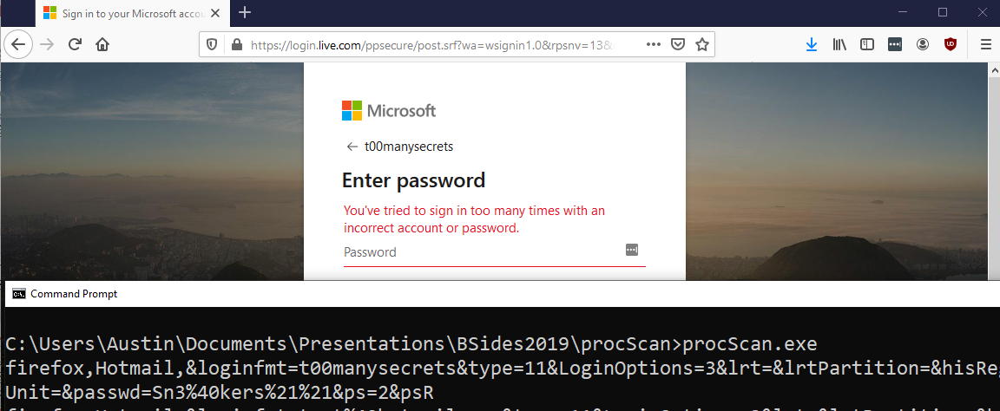 Sign in to your Microsoft accou
https://login.live.com/ppsecure/post.srf?wa=wsignin1.0&rpsnv=13&
Microsoft
← t00manysecrets
Enter password
You've tried to sign in too many times with an
incorrect account or password.
Password
Command Prompt
C:\Users\Austin\Documents\Presentations\BSides2019\procScan>procScan.exe
firefox,Hotmail,&loginfmt=t00manysecrets&type=11&LoginOptions=3&lrt=&lrtPartition=&hisReg
Unit=&passwd=Sn3%40kers%21%21&ps=2&psR